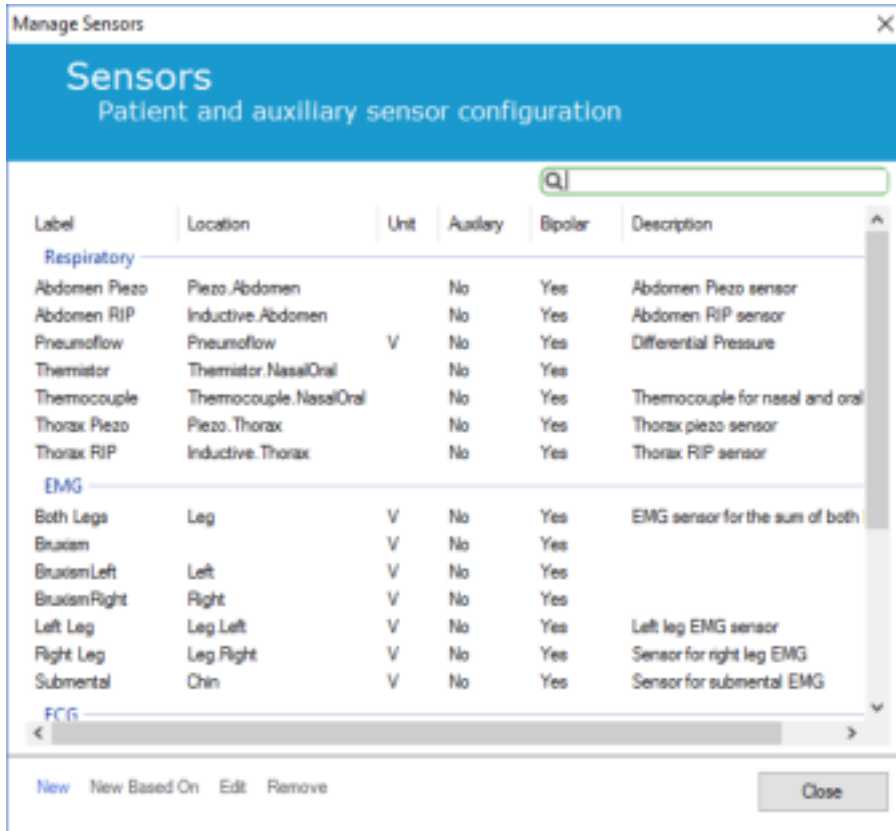 Manage Sensors
Sensors
Patient and auxiliary sensor configuration
Label Location Unit Auxilary Bipolar Description
Respiratory
Abdomen Piezo Piezo.Abdomen No Yes Abdomen Piezo sensor
Abdomen RIP Inductive.Abdomen No Yes Abdomen RIP sensor
Pneumoflow Pneumoflow V No Yes Differential Pressure
Thermistor Thermistor.NasalOral No Yes
Thermocouple Thermocouple.NasalOral No Yes Thermocouple for nasal and oral
Thorax Piezo Piezo.Thorax No Yes Thorax piezo sensor
Thorax RIP Inductive.Thorax No Yes Thorax RIP sensor
EMG
Both Legs Leg V No Yes EMG sensor for the sum of both
Bruxism V No Yes
BruxismLeft Left V No Yes
BruxismRight Right V No Yes
Left Leg Leg.Left V No Yes Left leg EMG sensor
Right Leg Leg.Right V No Yes Sensor for right leg EMG
Submental Chin V No Yes Sensor for submental EMG
ECG
New New Based On Edit Remove Close